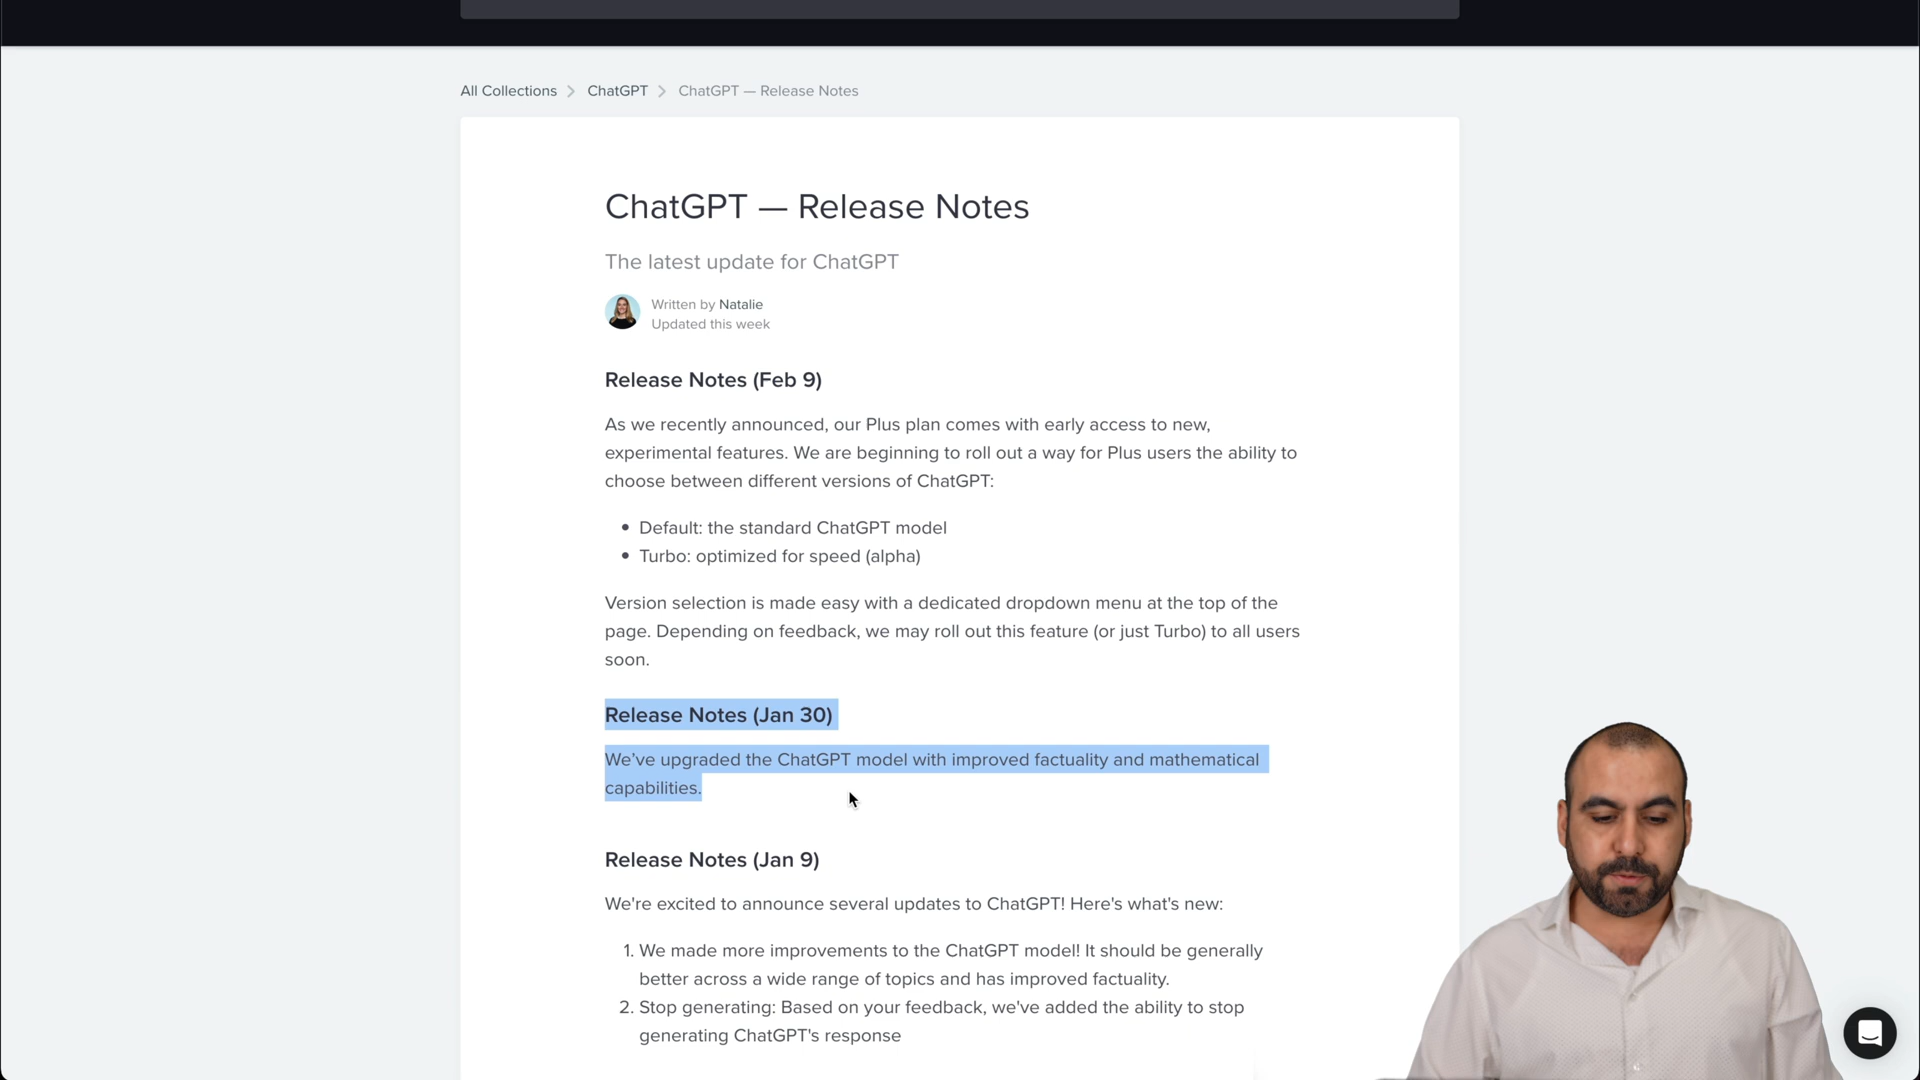 All Collections > ChatGPT > ChatGPT — Release Notes
ChatGPT — Release Notes
The latest update for ChatGPT
Written by Natalie
Updated this week
Release Notes (Feb 9)
As we recently announced, our Plus plan comes with early access to new,
experimental features. We are beginning to roll out a way for Plus users the ability to
choose between different versions of ChatGPT:
• Default: the standard ChatGPT model
• Turbo: optimized for speed (alpha)
Version selection is made easy with a dedicated dropdown menu at the top of the
page. Depending on feedback, we may roll out this feature (or just Turbo) to all users
soon.
Release Notes (Jan 30)
We’ve upgraded the ChatGPT model with improved factuality and mathematical
capabilities.
Release Notes (Jan 9)
We're excited to announce several updates to ChatGPT! Here's what's new:
1. We made more improvements to the ChatGPT model! It should be generally
better across a wide range of topics and has improved factuality.
2. Stop generating: Based on your feedback, we've added the ability to stop
generating ChatGPT's response